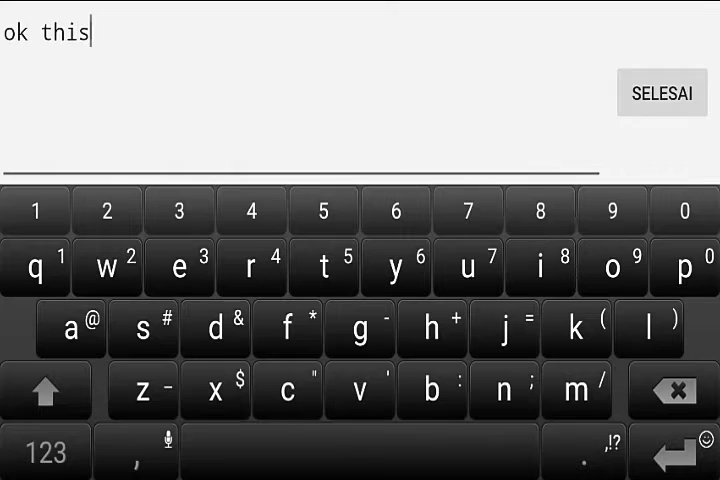 ok this
SELESAI
1 2 3 4 5 6 7 8 9 0
q 1 w 2 e 3 r 4 t 5 y 6 u 7 i 8 o 9 p 0
a @ s # d & f * g - h + j = k ( l )
z _ x $ c " v ' b : n ; m /
123 , . ,!?